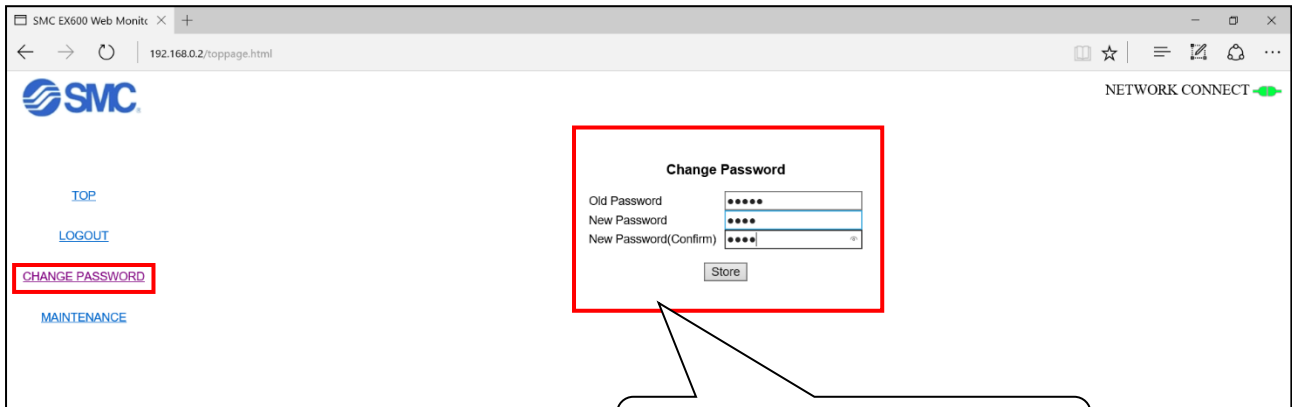 SMC EX600 Web Monitc
192.168.0.2/toppage.html
SMC.
NETWORK CONNECT
Change Password
TOP
Old Password •••••
New Password ••••
LOGOUT
New Password(Confirm) ••••
CHANGE PASSWORD
Store
MAINTENANCE